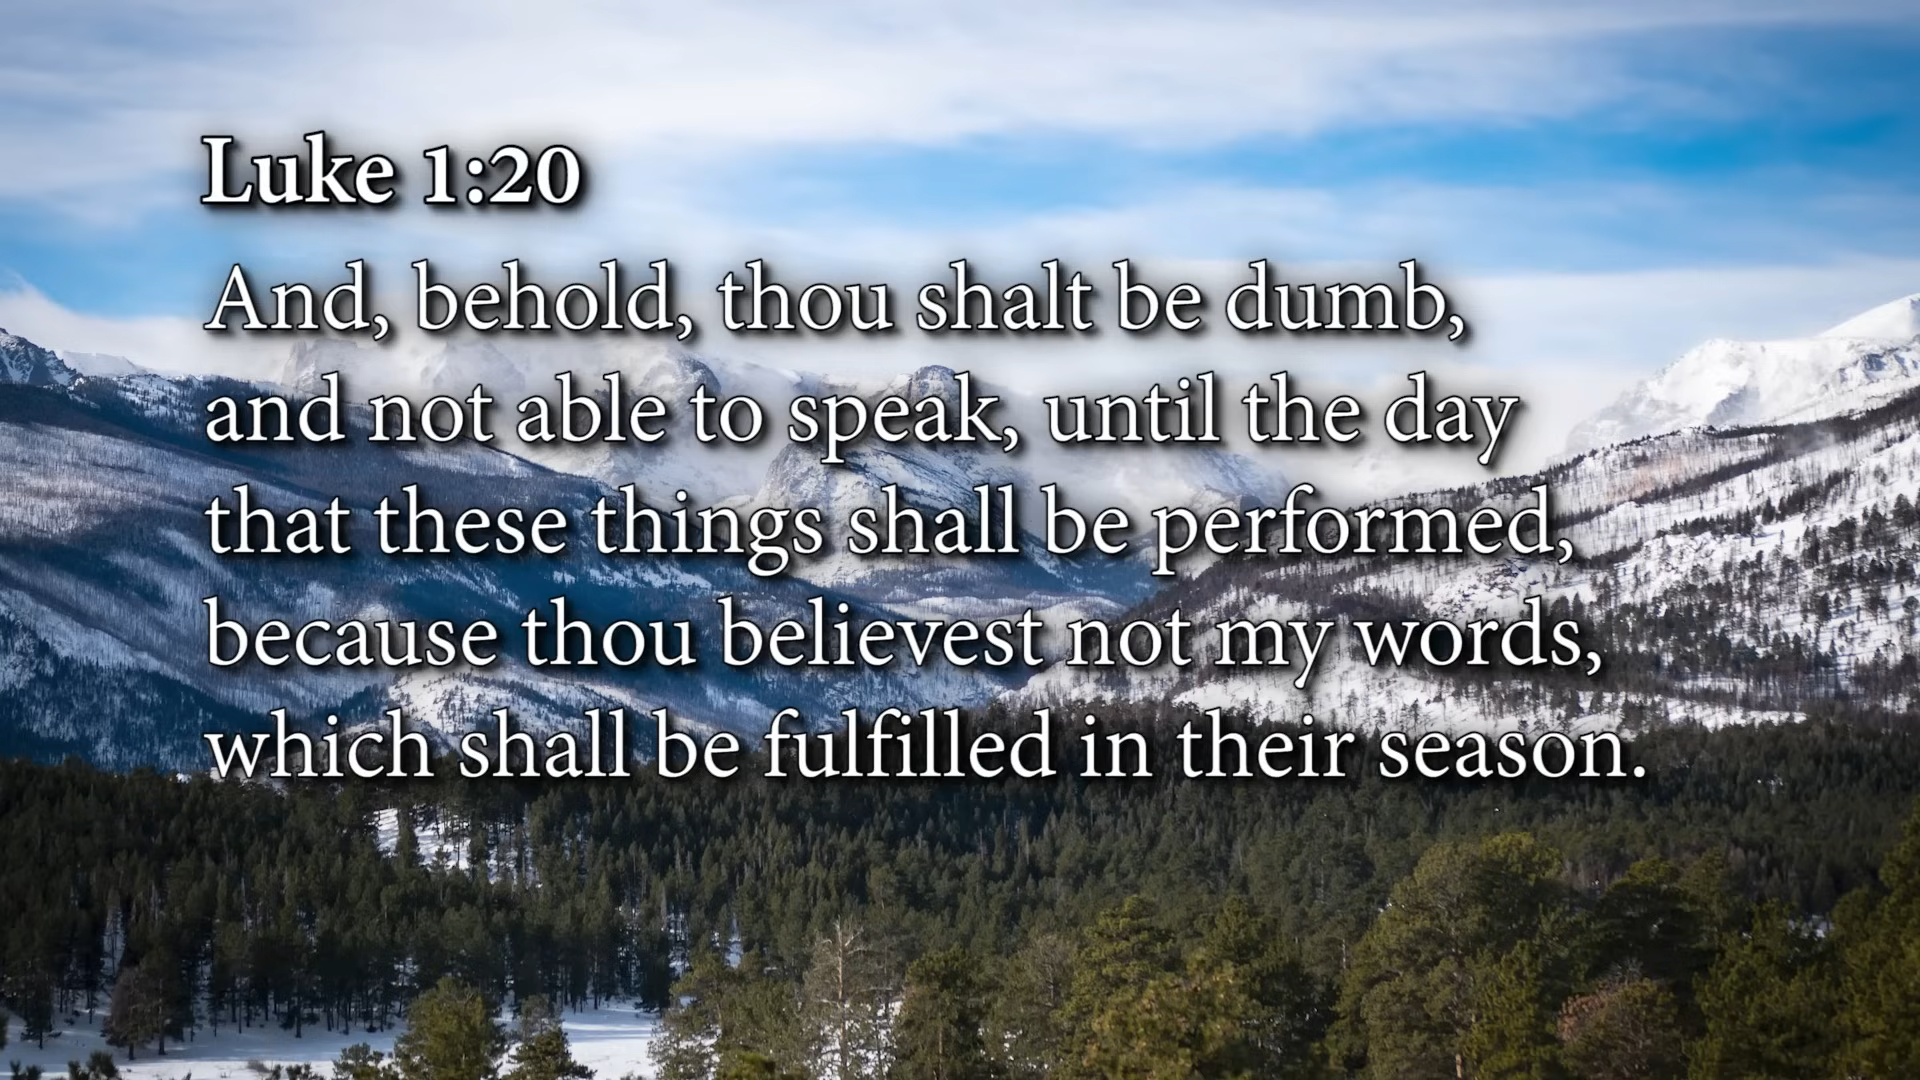 Luke 1:20
And, behold, thou shalt be dumb,
and not able to speak, until the day
that these things shall be performed,
because thou believest not my words,
which shall be fulfilled in their season.